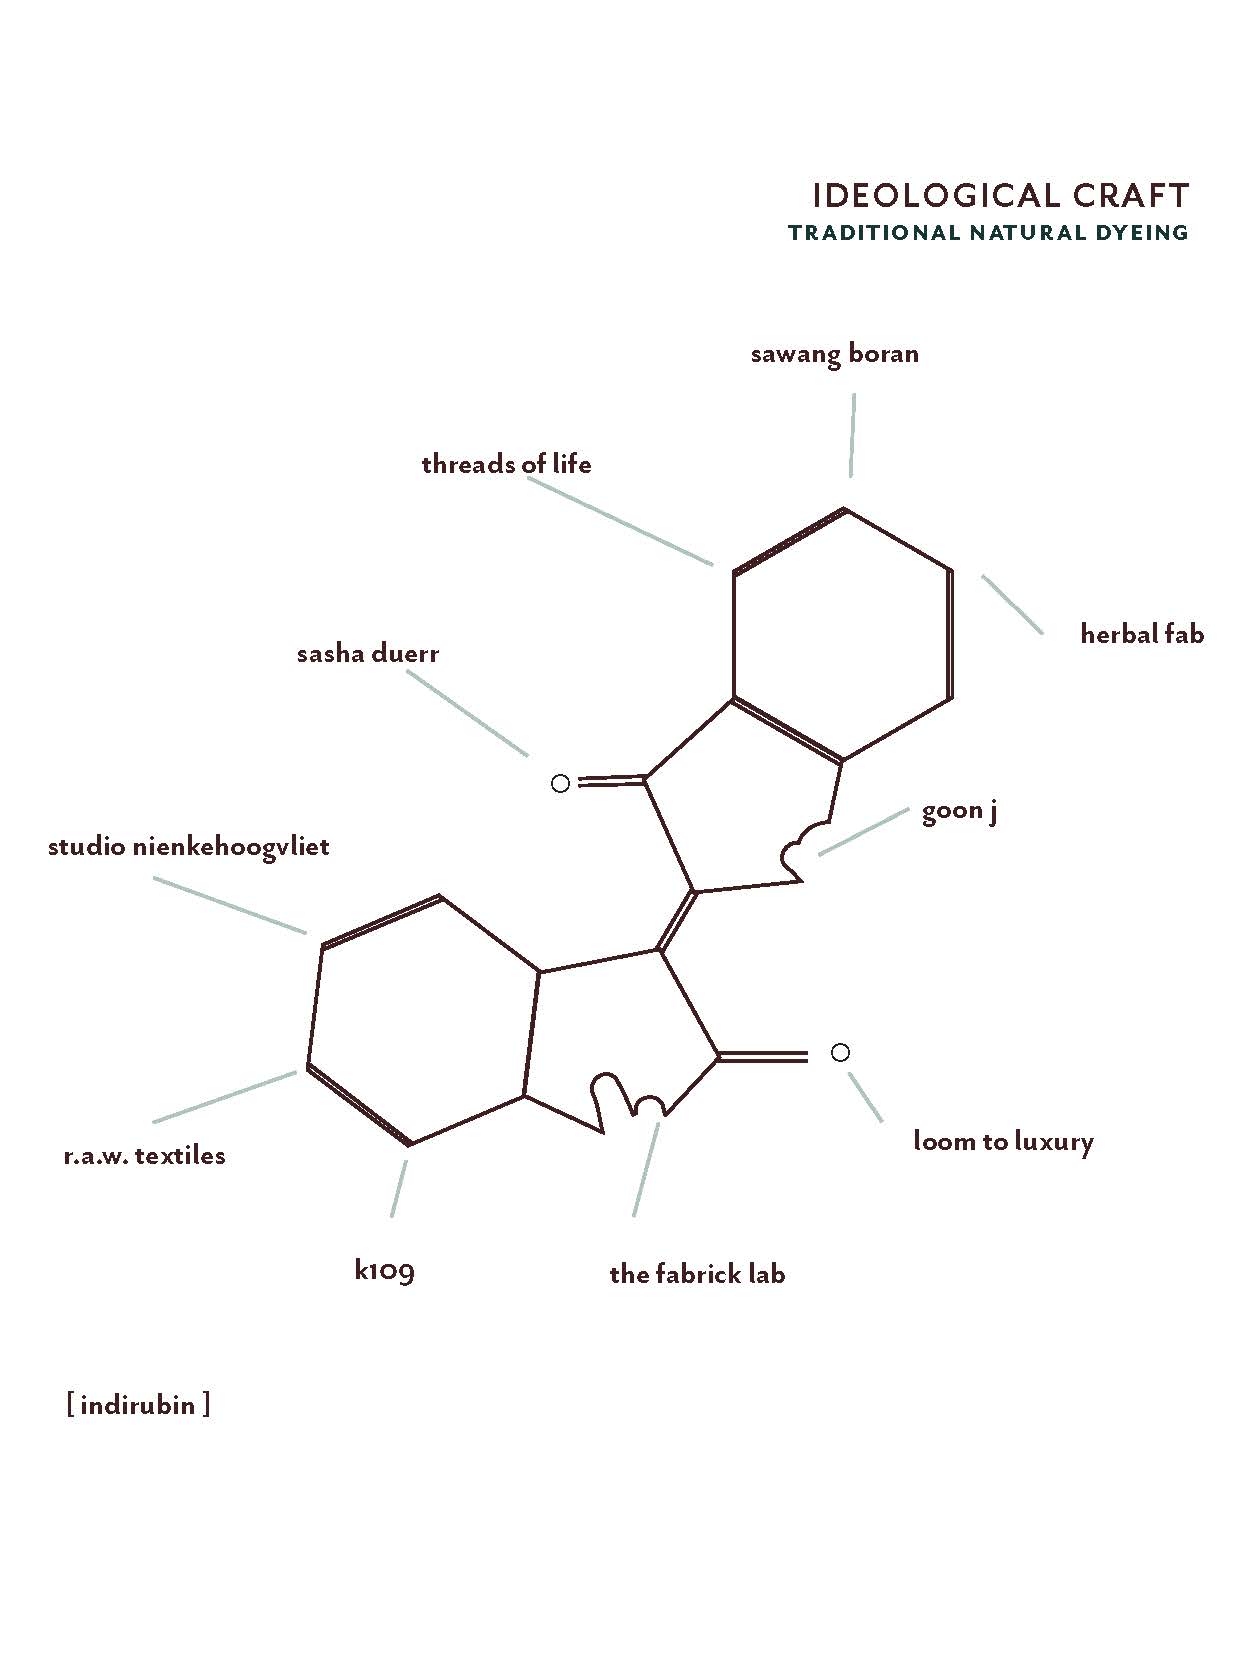 IDEOLOGICAL CRAFT
TRADITIONAL NATURAL DYEING
sawang boran
threads of life
herbal fab
sasha duerr
goon j
studio nienkehoogvliet
loom to luxury
r.a.w. textiles
k109
the fabrick lab
[ indirubin ]